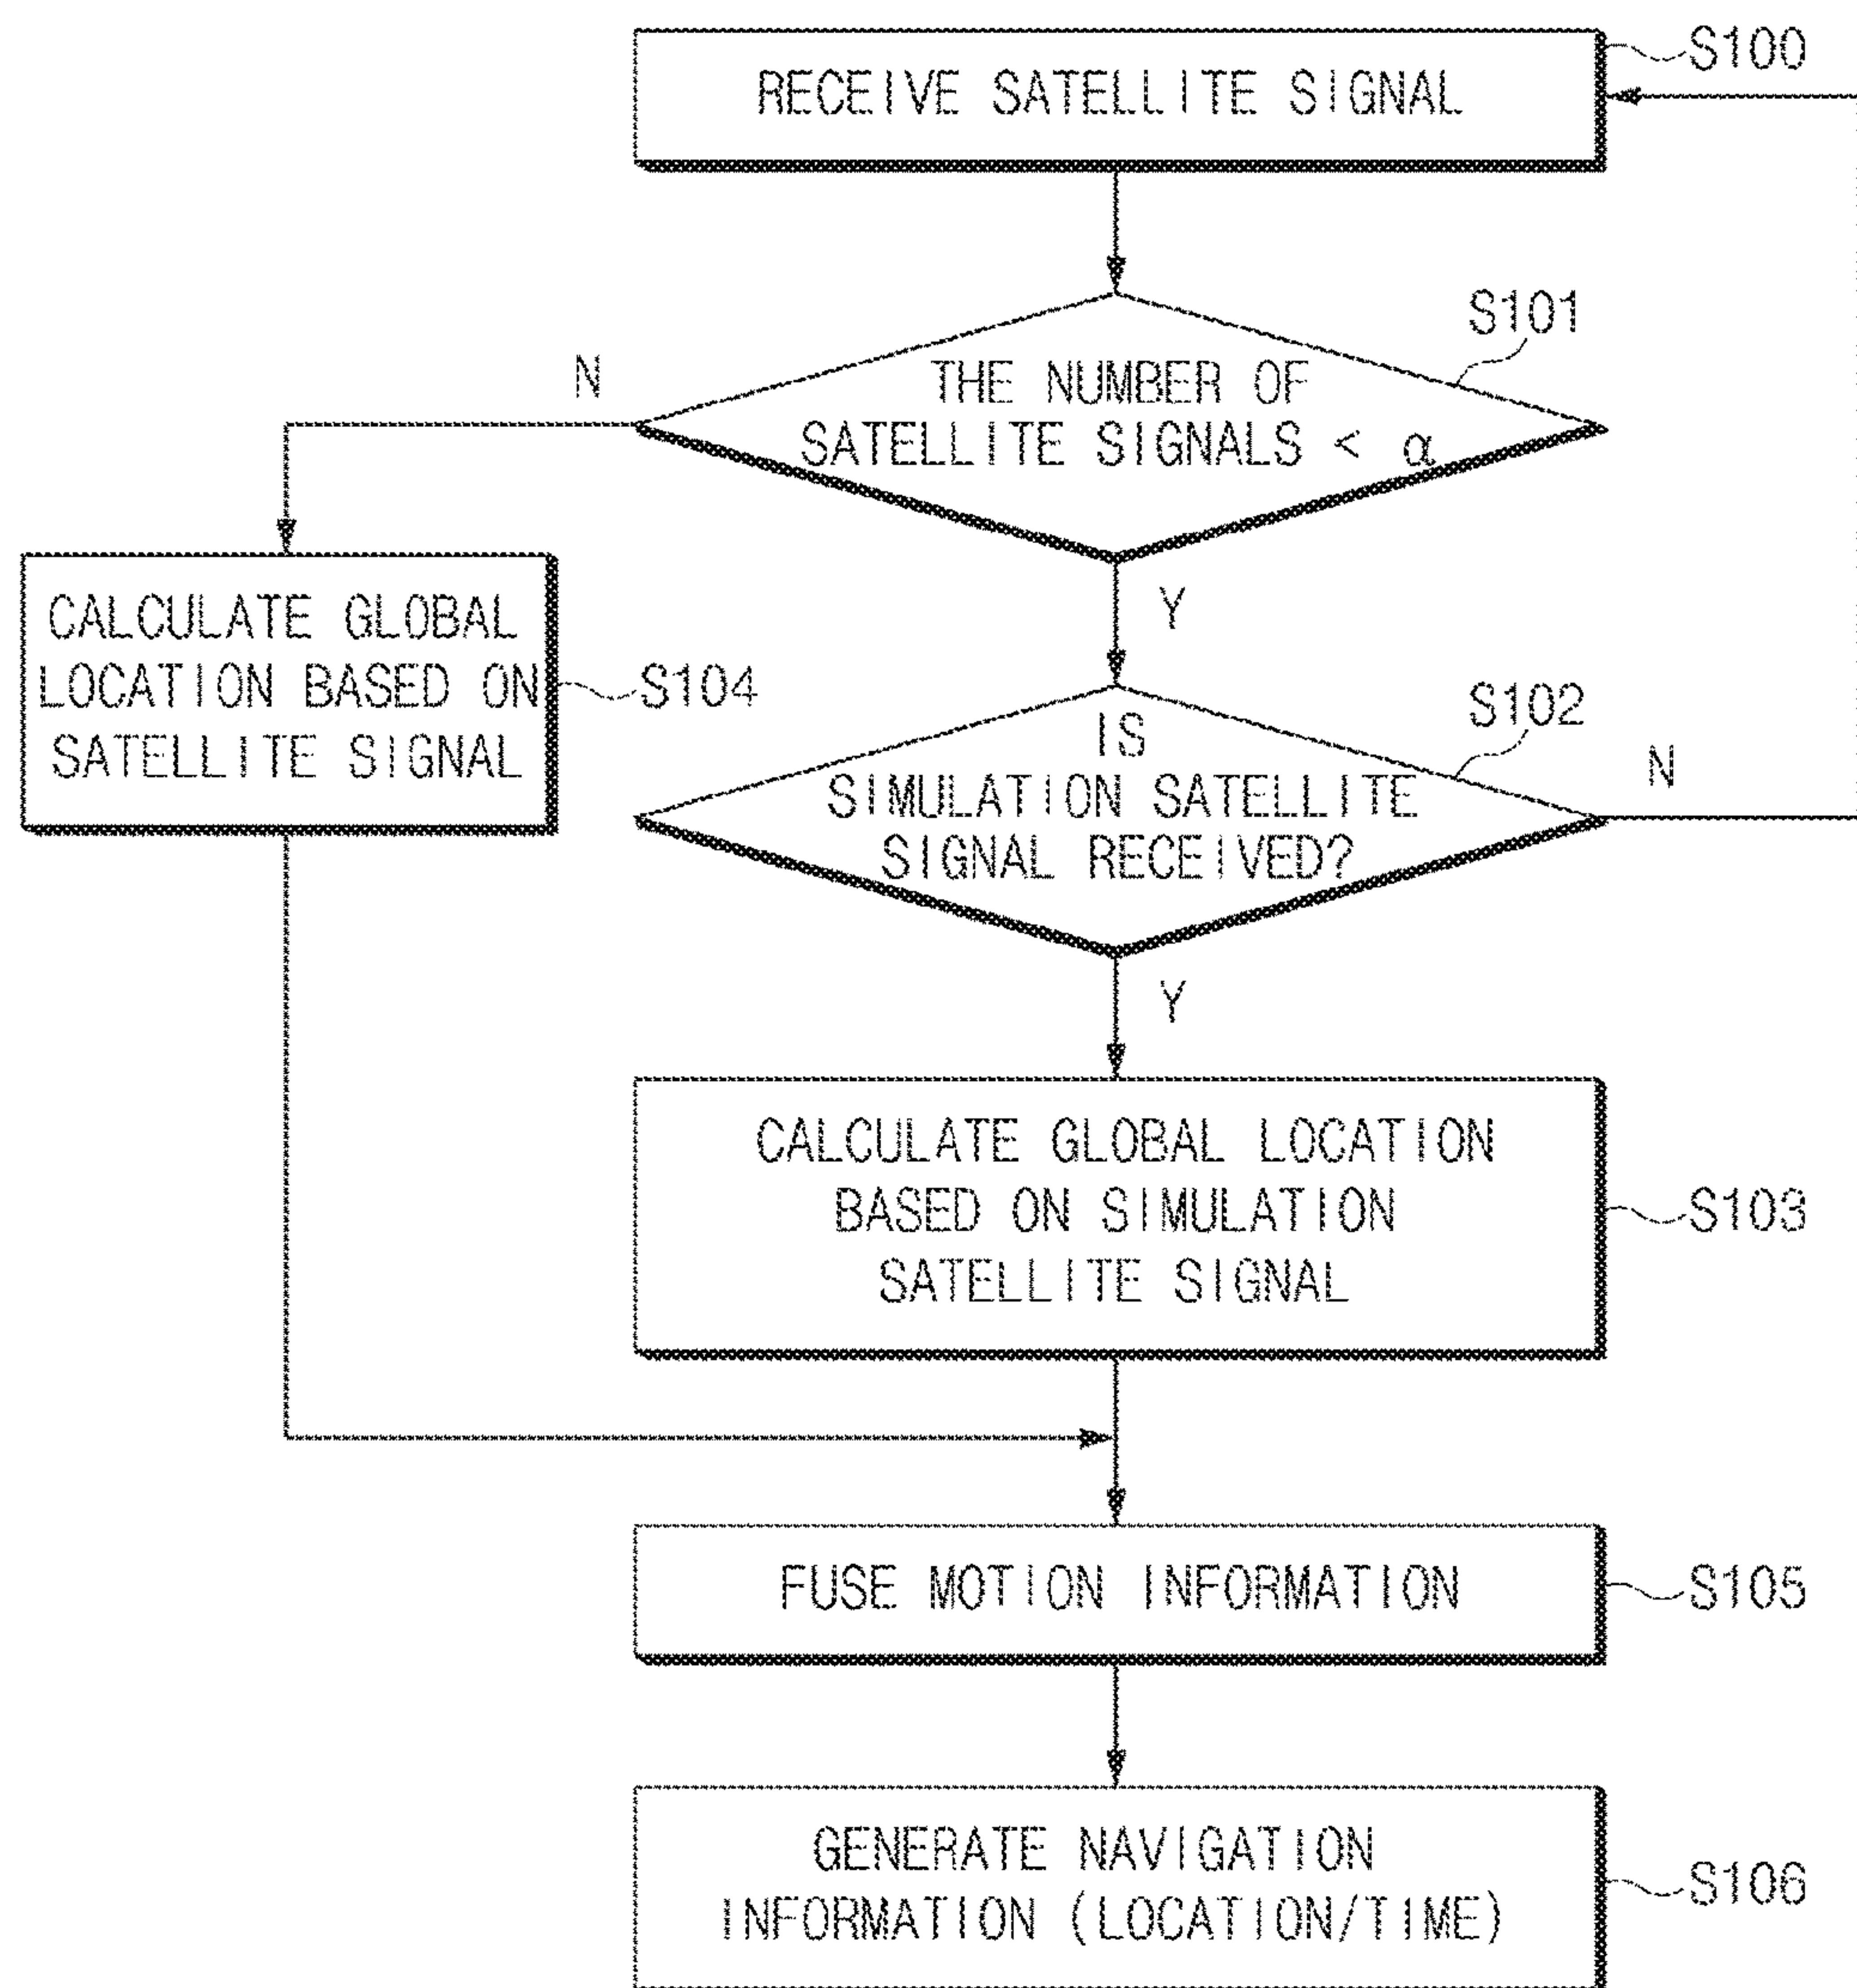 RECEIVE SATELLITE SIGNAL
S100
THE NUMBER OF
SATELLITE SIGNALS < α
S101
N
Y
CALCULATE GLOBAL
LOCATION BASED ON
SATELLITE SIGNAL
S104
IS
SIMULATION SATELLITE
SIGNAL RECEIVED?
S102
N
Y
CALCULATE GLOBAL LOCATION
BASED ON SIMULATION
SATELLITE SIGNAL
S103
FUSE MOTION INFORMATION
S105
GENERATE NAVIGATION
INFORMATION (LOCATION/TIME)
S106